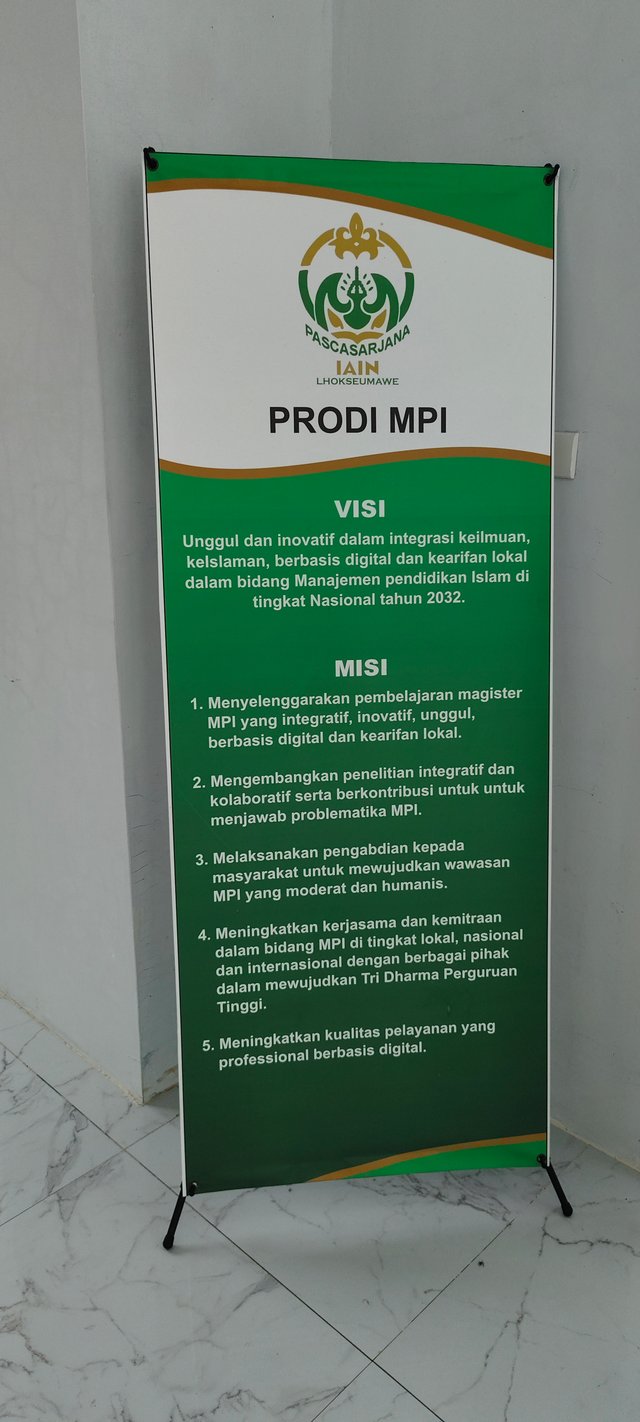 PASCASARJANA
IAIN
LHOKSEUMAWE
PRODI MPI
VISI
Unggul dan inovatif dalam integrasi keilmuan,
keIslaman, berbasis digital dan kearifan lokal
dalam bidang Manajemen pendidikan Islam di
tingkat Nasional tahun 2032.
MISI
1. Menyelenggarakan pembelajaran magister
MPI yang integratif, inovatif, unggul,
berbasis digital dan kearifan lokal.
2. Mengembangkan penelitian integratif dan
kolaboratif serta berkontribusi untuk untuk
menjawab problematika MPI.
3. Melaksanakan pengabdian kepada
masyarakat untuk mewujudkan wawasan
MPI yang moderat dan humanis.
4. Meningkatkan kerjasama dan kemitraan
dalam bidang MPI di tingkat lokal, nasional
dan internasional dengan berbagai pihak
dalam mewujudkan Tri Dharma Perguruan
Tinggi.
5. Meningkatkan kualitas pelayanan yang
professional berbasis digital.